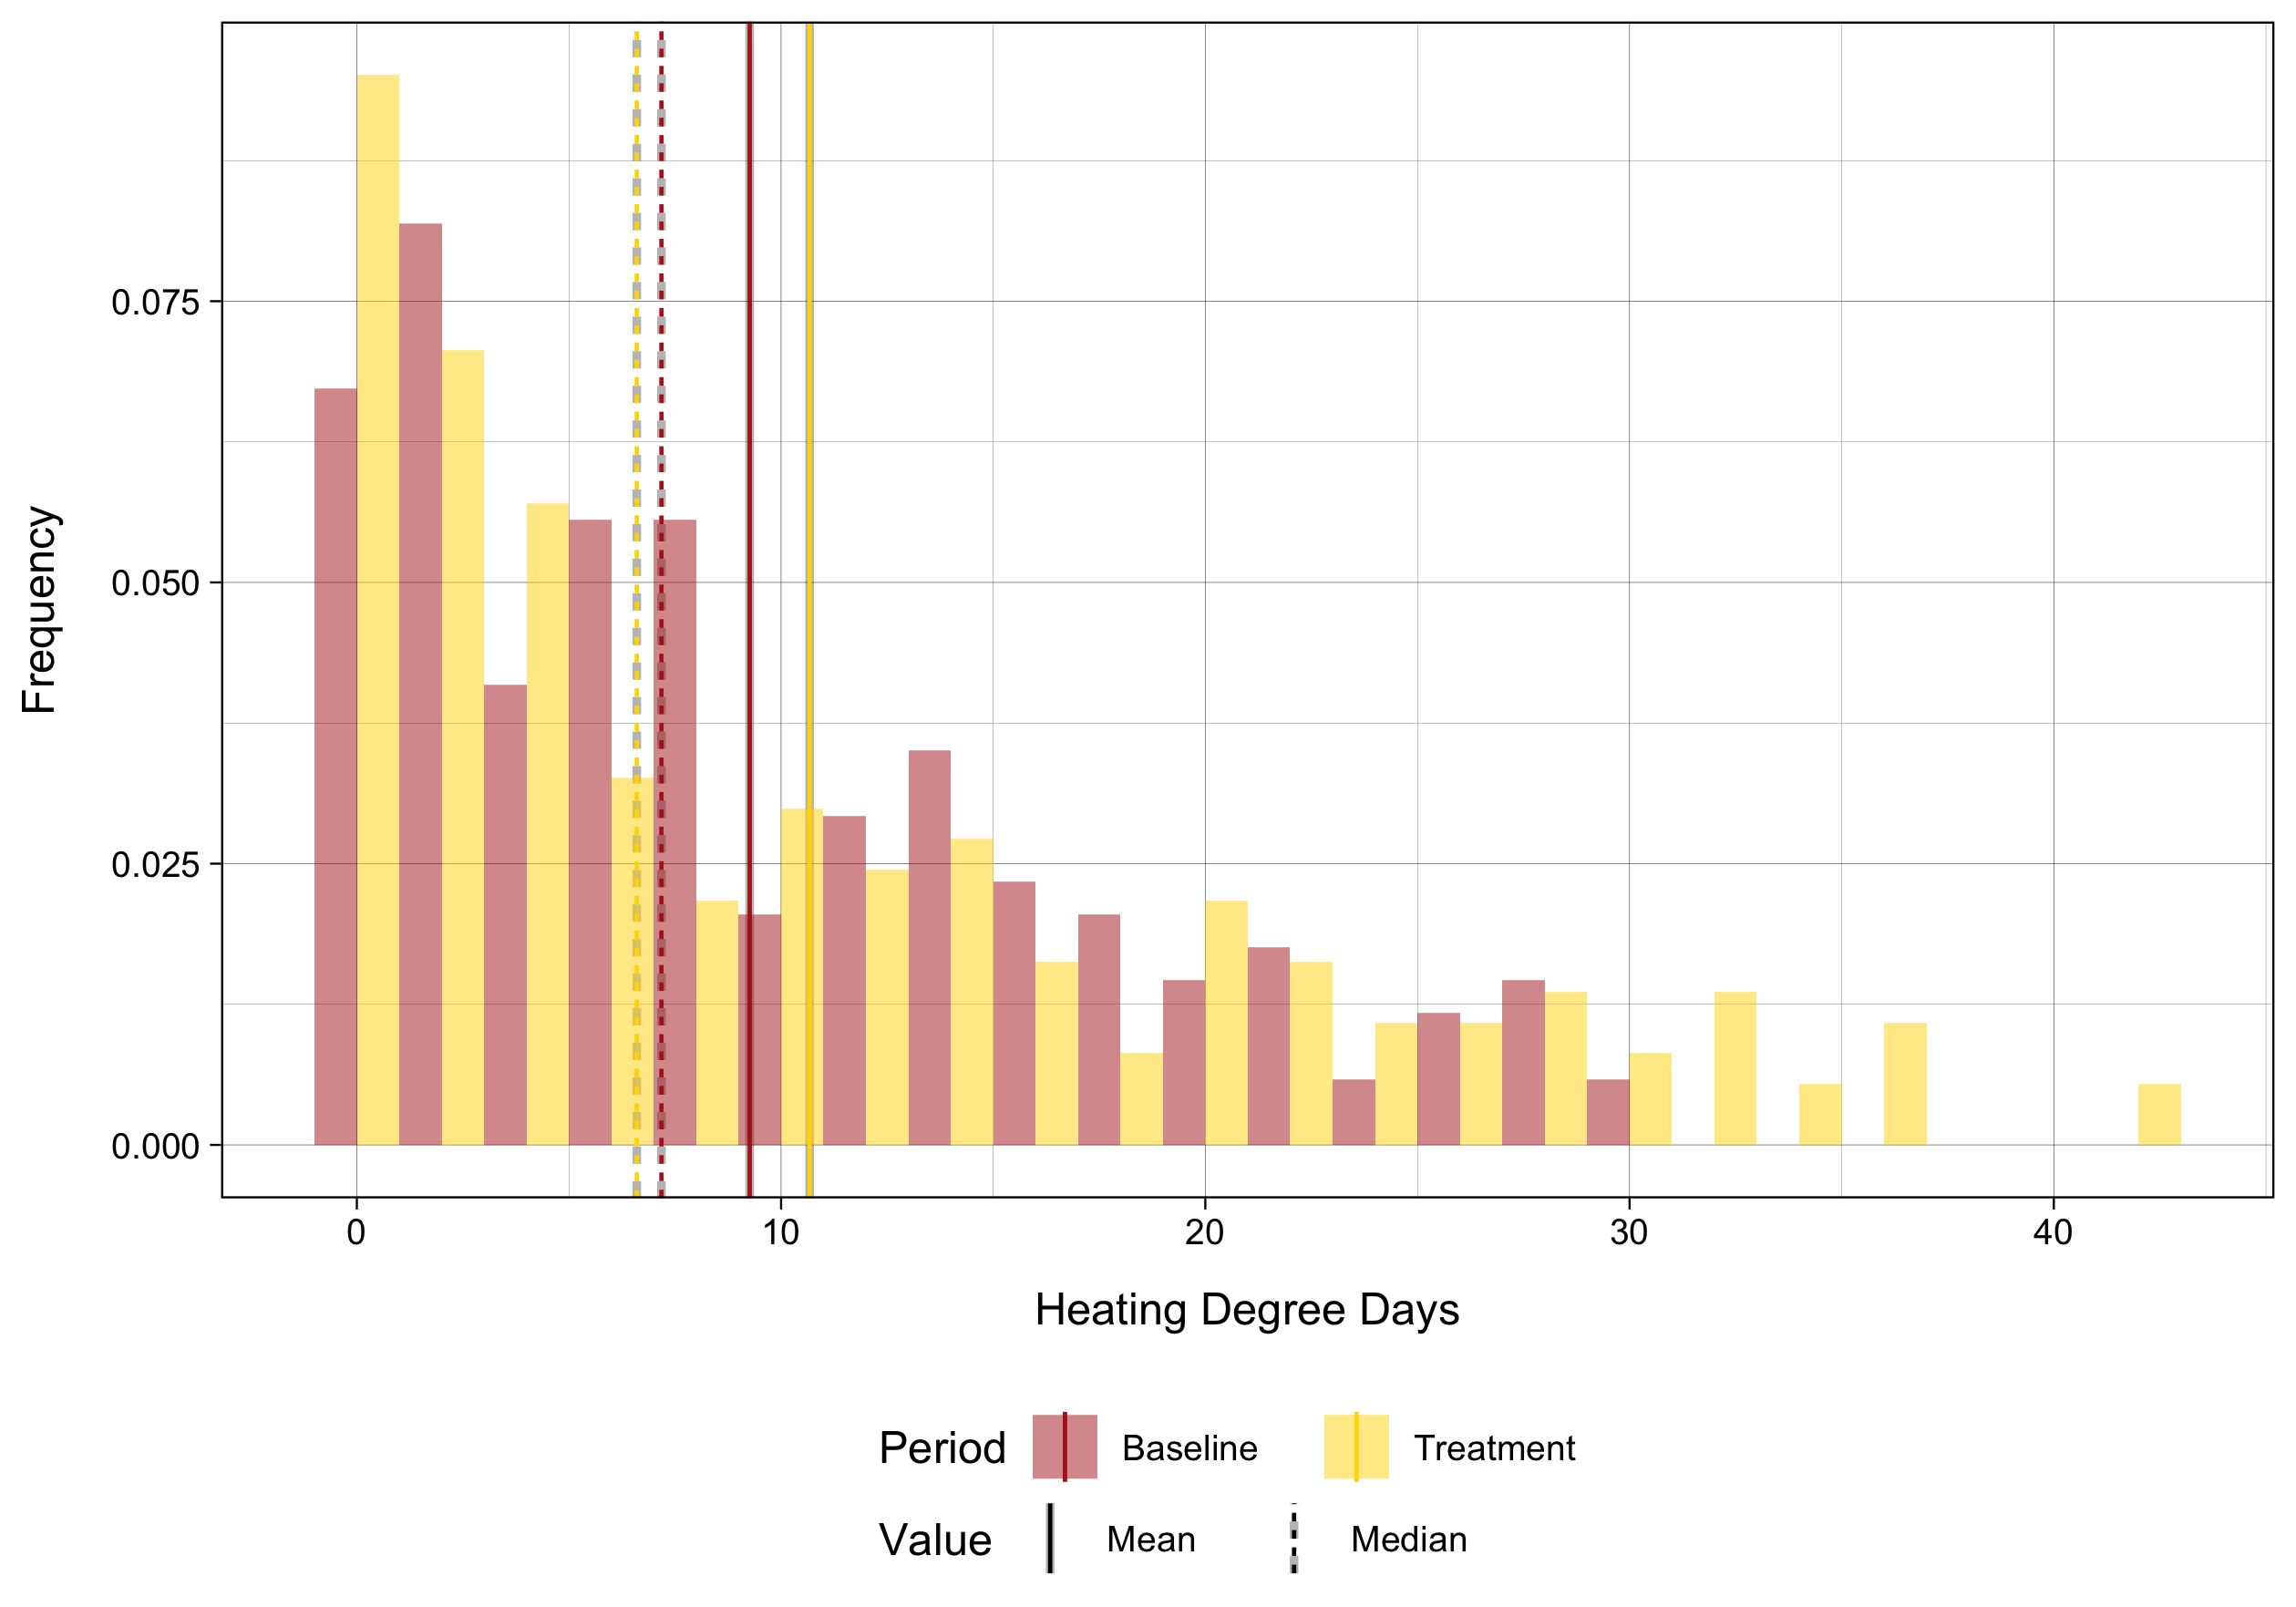 Frequency
0.075
0.050
0.025
0.000
0 10 20 30 40
Heating Degree Days
Period Baseline Treatment
Value Mean Median